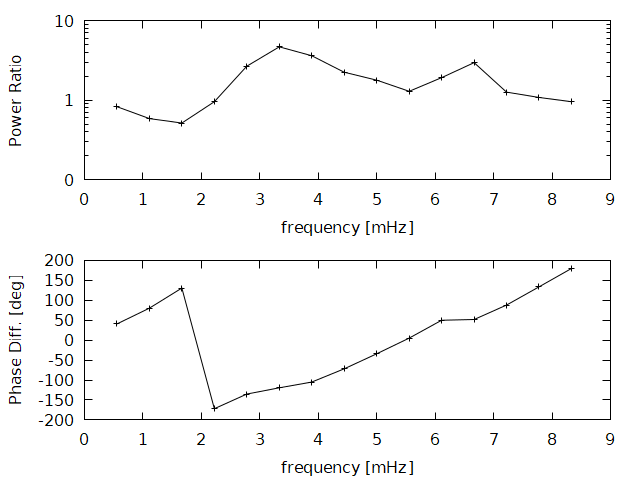 10
1
0
Power Ratio
0 1 2 3 4 5 6 7 8 9
frequency [mHz]
200
150
100
50
0
-50
-100
-150
-200
Phase Diff. [deg]
0 1 2 3 4 5 6 7 8 9
frequency [mHz]